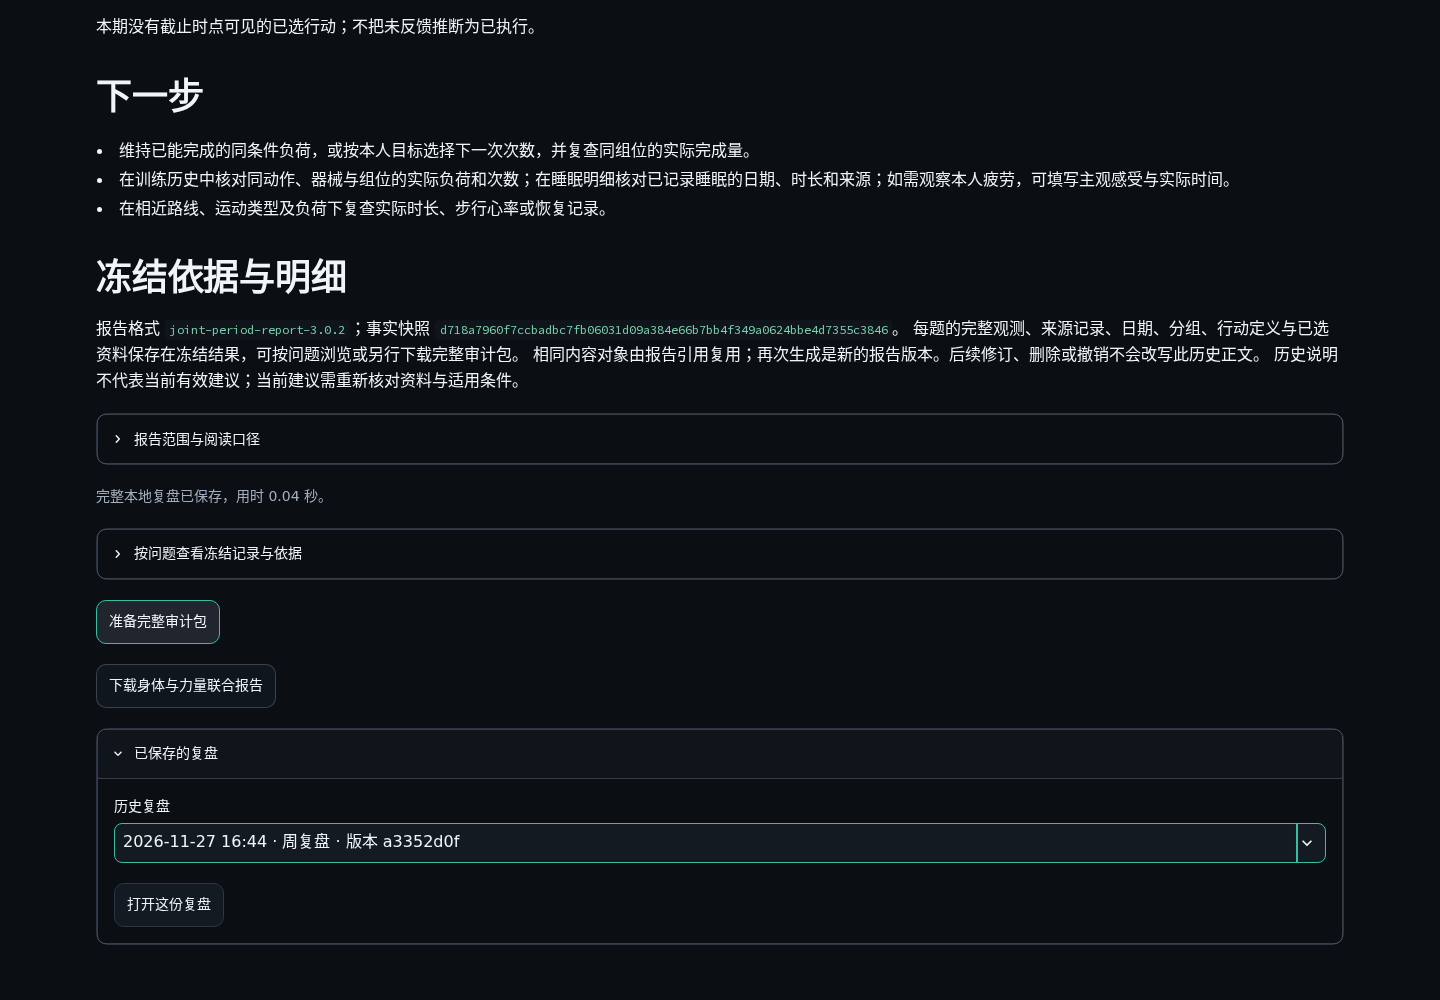 本期没有截止时点可见的已选行动；不把未反馈推断为已执行。
下一步
维持已能完成的同条件负荷，或按本人目标选择下一次次数，并复查同组位的实际完成量。
在训练历史中核对同动作、器械与组位的实际负荷和次数；在睡眠明细核对已记录睡眠的日期、时长和来源；如需观察本人疲劳，可填写主观感受与实际时间。
在相近路线、运动类型及负荷下复查实际时长、步行心率或恢复记录。
冻结依据与明细
报告格式 joint-period-report-3.0.2 ；事实快照 d718a7960f7ccbadbc7fb06031d09a384e66b7bb4f349a0624bbe4d7355c3846 。 每题的完整观测、来源记录、日期、分组、行动定义与已选
资料保存在冻结结果，可按问题浏览或另行下载完整审计包。 相同内容对象由报告引用复用；再次生成是新的报告版本。后续修订、删除或撤销不会改写此历史正文。 历史说明
不代表当前有效建议；当前建议需重新核对资料与适用条件。
报告范围与阅读口径
完整本地复盘已保存，用时 0.04 秒。
按问题查看冻结记录与依据
准备完整审计包
下载身体与力量联合报告
已保存的复盘
历史复盘
2026-11-27 16:44 · 周复盘 · 版本 a3352d0f
打开这份复盘